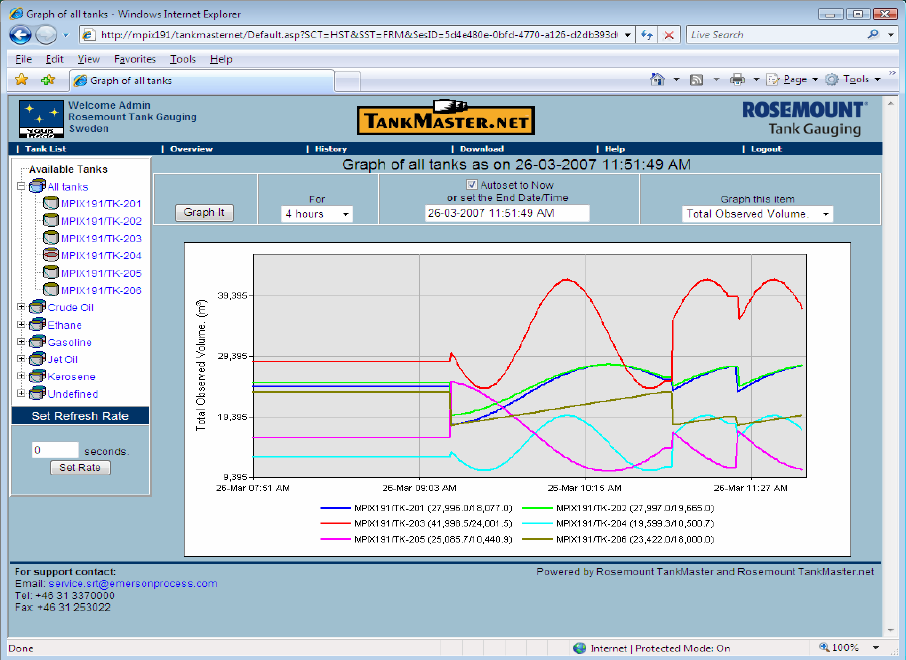 Graph of all tanks - Windows Internet Explorer
http://mpix191/tankmasternet/Default.asp?SCT=HST&SST=FRM&SesID=5d4e480e-0bfd-4770-a126-d2db393d
Live Search
File Edit View Favorites Tools Help
Graph of all tanks
Page Tools
YOUR LOGO
Welcome Admin
Rosemount Tank Gauging
Sweden
TANKMASTER.NET
ROSEMOUNT
Tank Gauging
Tank List | Overview | History | Download | Help | Logout
Graph of all tanks as on 26-03-2007 11:51:49 AM
Available Tanks
All tanks
MPIX191/TK-201
MPIX191/TK-202
MPIX191/TK-203
MPIX191/TK-204
MPIX191/TK-205
MPIX191/TK-206
Crude Oil
Ethane
Gasoline
Jet Oil
Kerosene
Undefined
Set Refresh Rate
0 seconds.
Set Rate
Graph It
For
4 hours
Autoset to Now
or set the End Date/Time
26-03-2007 11:51:49 AM
Graph this item
Total Observed Volume.
Total Observed Volume. (m³)
39,395
29,395
19,395
9,395
26-Mar 07:51 AM 26-Mar 09:03 AM 26-Mar 10:15 AM 26-Mar 11:27 AM
MPIX191/TK-201 (27,996.0/18,077.0) MPIX191/TK-202 (27,997.0/19,665.0)
MPIX191/TK-203 (41,998.5/24,001.5) MPIX191/TK-204 (19,599.3/10,500.7)
MPIX191/TK-205 (25,085.7/10,440.9) MPIX191/TK-206 (23,422.0/18,000.0)
For support contact:
Email: service.srt@emersonprocess.com
Tel: +46 31 3370000
Fax: +46 31 253022
Powered by Rosemount TankMaster and Rosemount TankMaster.net
Done
Internet | Protected Mode: On
100%